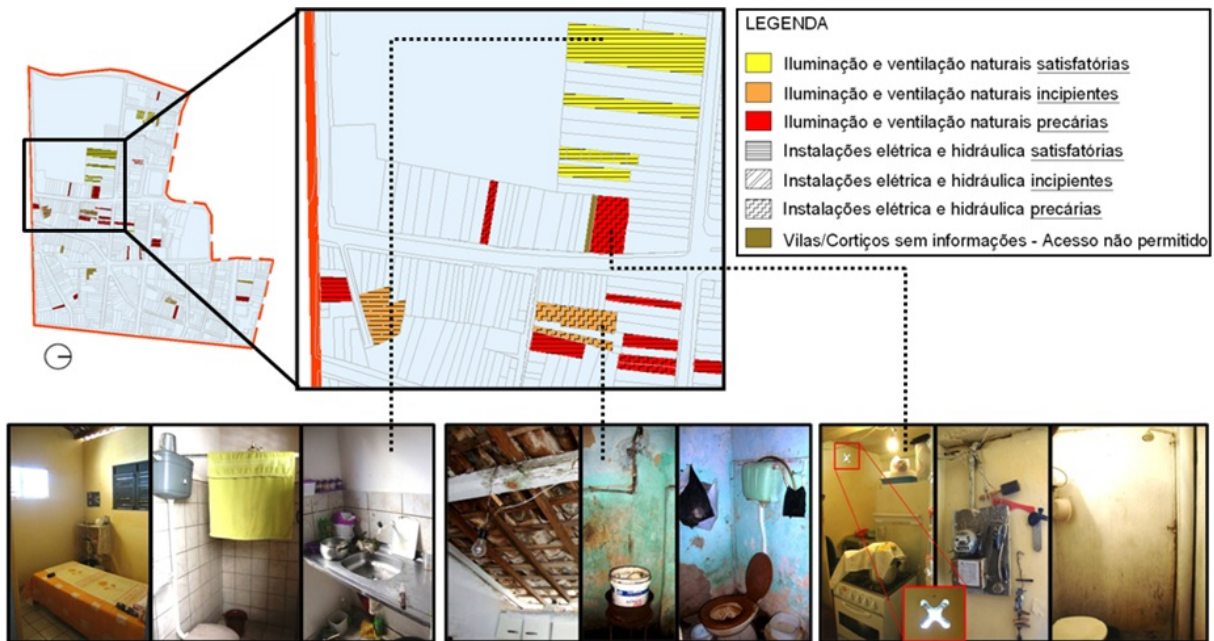 LEGENDA
Iluminação e ventilação naturais satisfatórias
Iluminação e ventilação naturais incipientes
Iluminação e ventilação naturais precárias
Instalações elétrica e hidráulica satisfatórias
Instalações elétrica e hidráulica incipientes
Instalações elétrica e hidráulica precárias
Vilas/Cortiços sem informações - Acesso não permitido